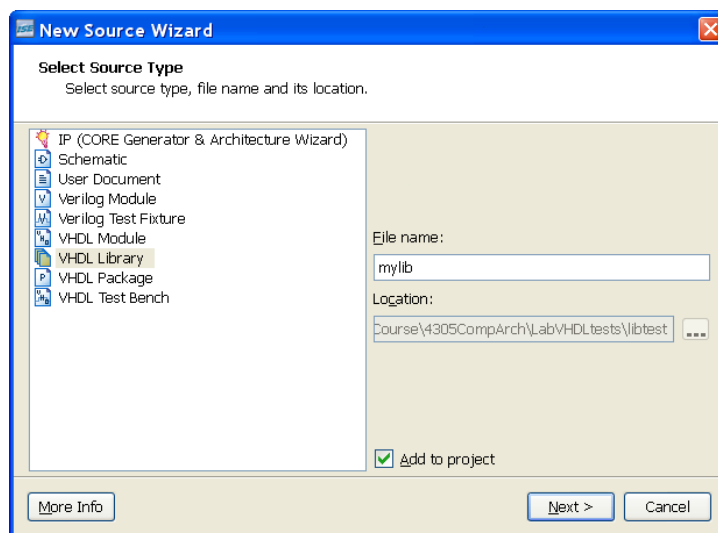 ISE New Source Wizard
Select Source Type
Select source type, file name and its location.
IP (CORE Generator & Architecture Wizard)
Schematic
User Document
Verilog Module
Verilog Test Fixture
VHDL Module
VHDL Library
VHDL Package
VHDL Test Bench
File name:
mylib
Location:
Course\4305CompArch\LabVHDLtests\libtest
...
Add to project
More Info
Next >
Cancel